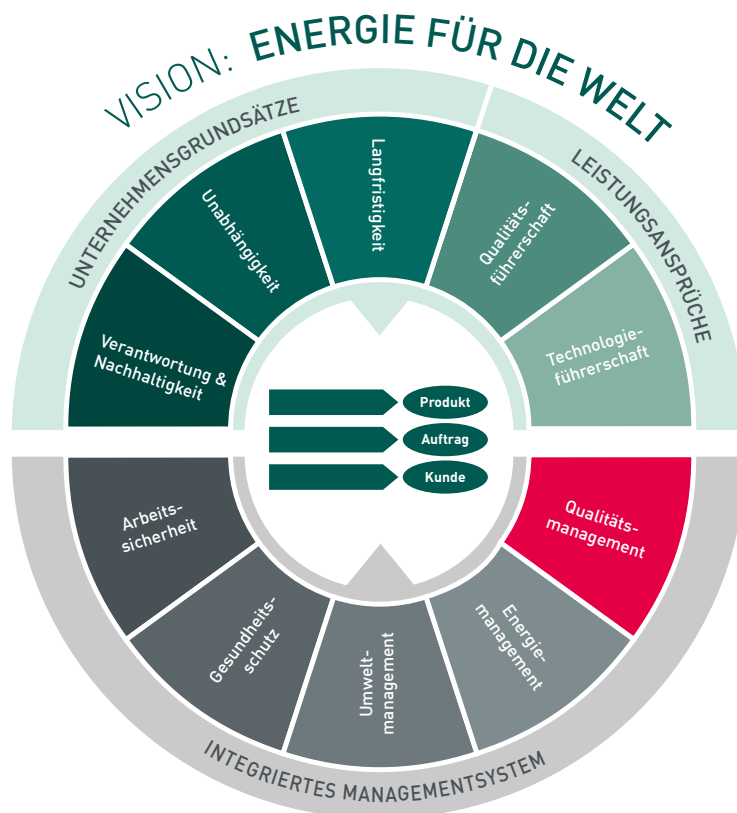 VISION: ENERGIE FÜR DIE WELT
UNTERNEHMENSGRUNDSÄTZE
LEISTUNGSANSPRÜCHE
Verantwortung &
Nachhaltigkeit
Unabhängigkeit
Langfristigkeit
Qualitäts-
führerschaft
Technologie-
führerschaft
Produkt
Auftrag
Kunde
Arbeits-
sicherheit
Gesundheits-
schutz
Umwelt-
management
Energie-
management
Qualitäts-
management
INTEGRIERTES MANAGEMENTSYSTEM